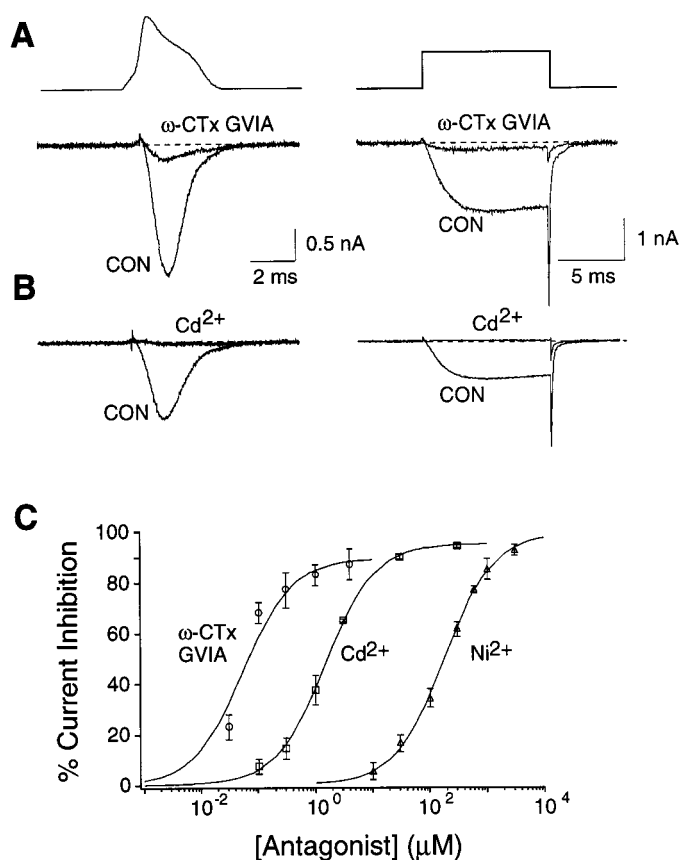 A
ω-CTx GVIA
CON
0.5 nA
2 ms
ω-CTx GVIA
CON
1 nA
5 ms
B
Cd²⁺
CON
Cd²⁺
CON
C
% Current Inhibition
100
80
60
40
20
0
ω-CTx
GVIA
Cd²⁺
Ni²⁺
10⁻² 10⁰ 10² 10⁴
[Antagonist] (μM)